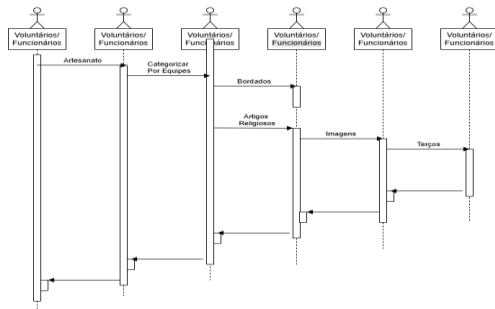 Voluntários/
Funcionários
Voluntários/
Funcionários
Voluntários/
Funcionários
Voluntários/
Funcionários
Voluntários/
Funcionários
Voluntários/
Funcionários
Artesanato
Categorizar
Por Equipes
Bordados
Artigos
Religiosos
Imagens
Terços